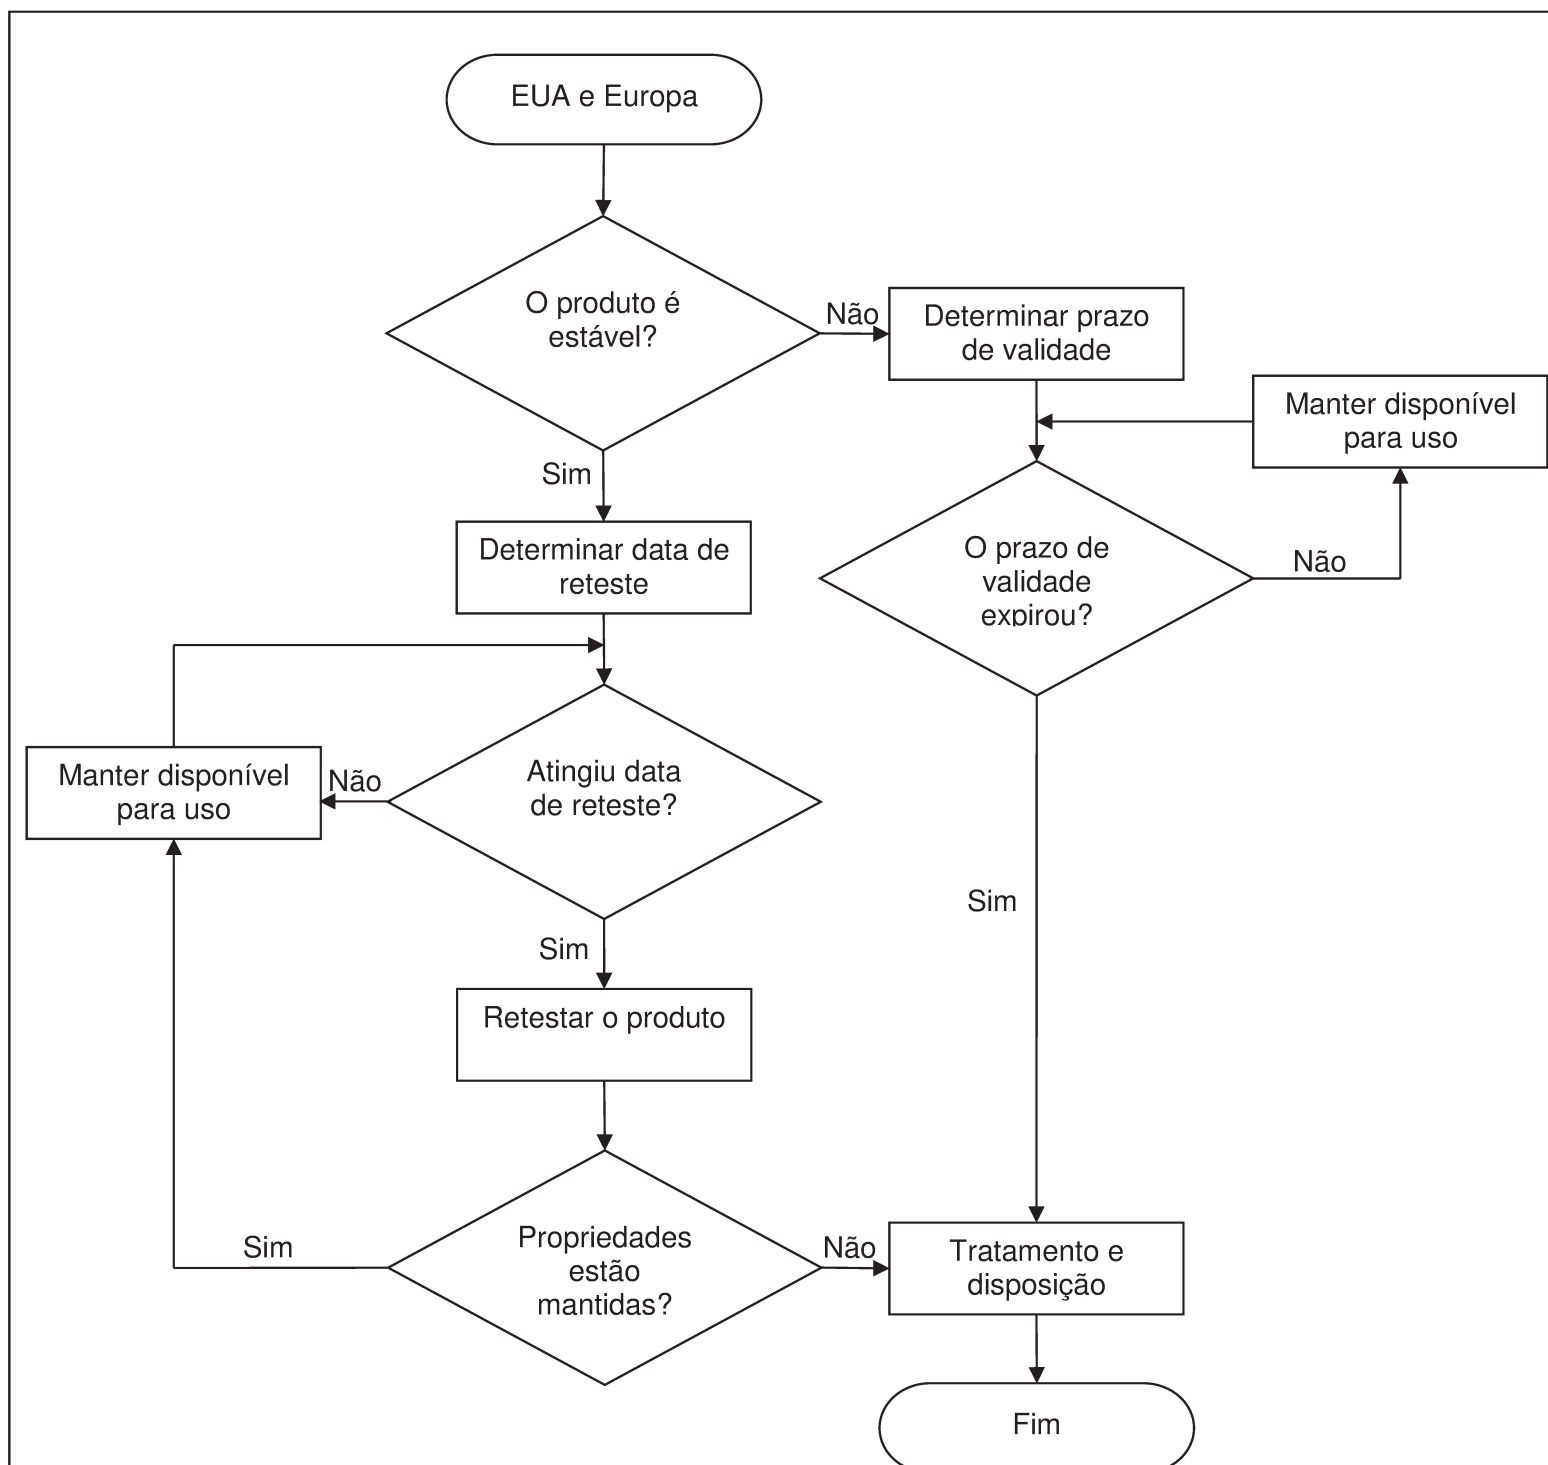 EUA e Europa
O produto é
estável?
Não
Determinar prazo
de validade
Manter disponível
para uso
Sim
O prazo de
validade
expirou?
Não
Determinar data de
reteste
Atingiu data
de reteste?
Não
Manter disponível
para uso
Sim
Sim
Retestar o produto
Propriedades
estão
mantidas?
Sim
Não
Tratamento e
disposição
Fim